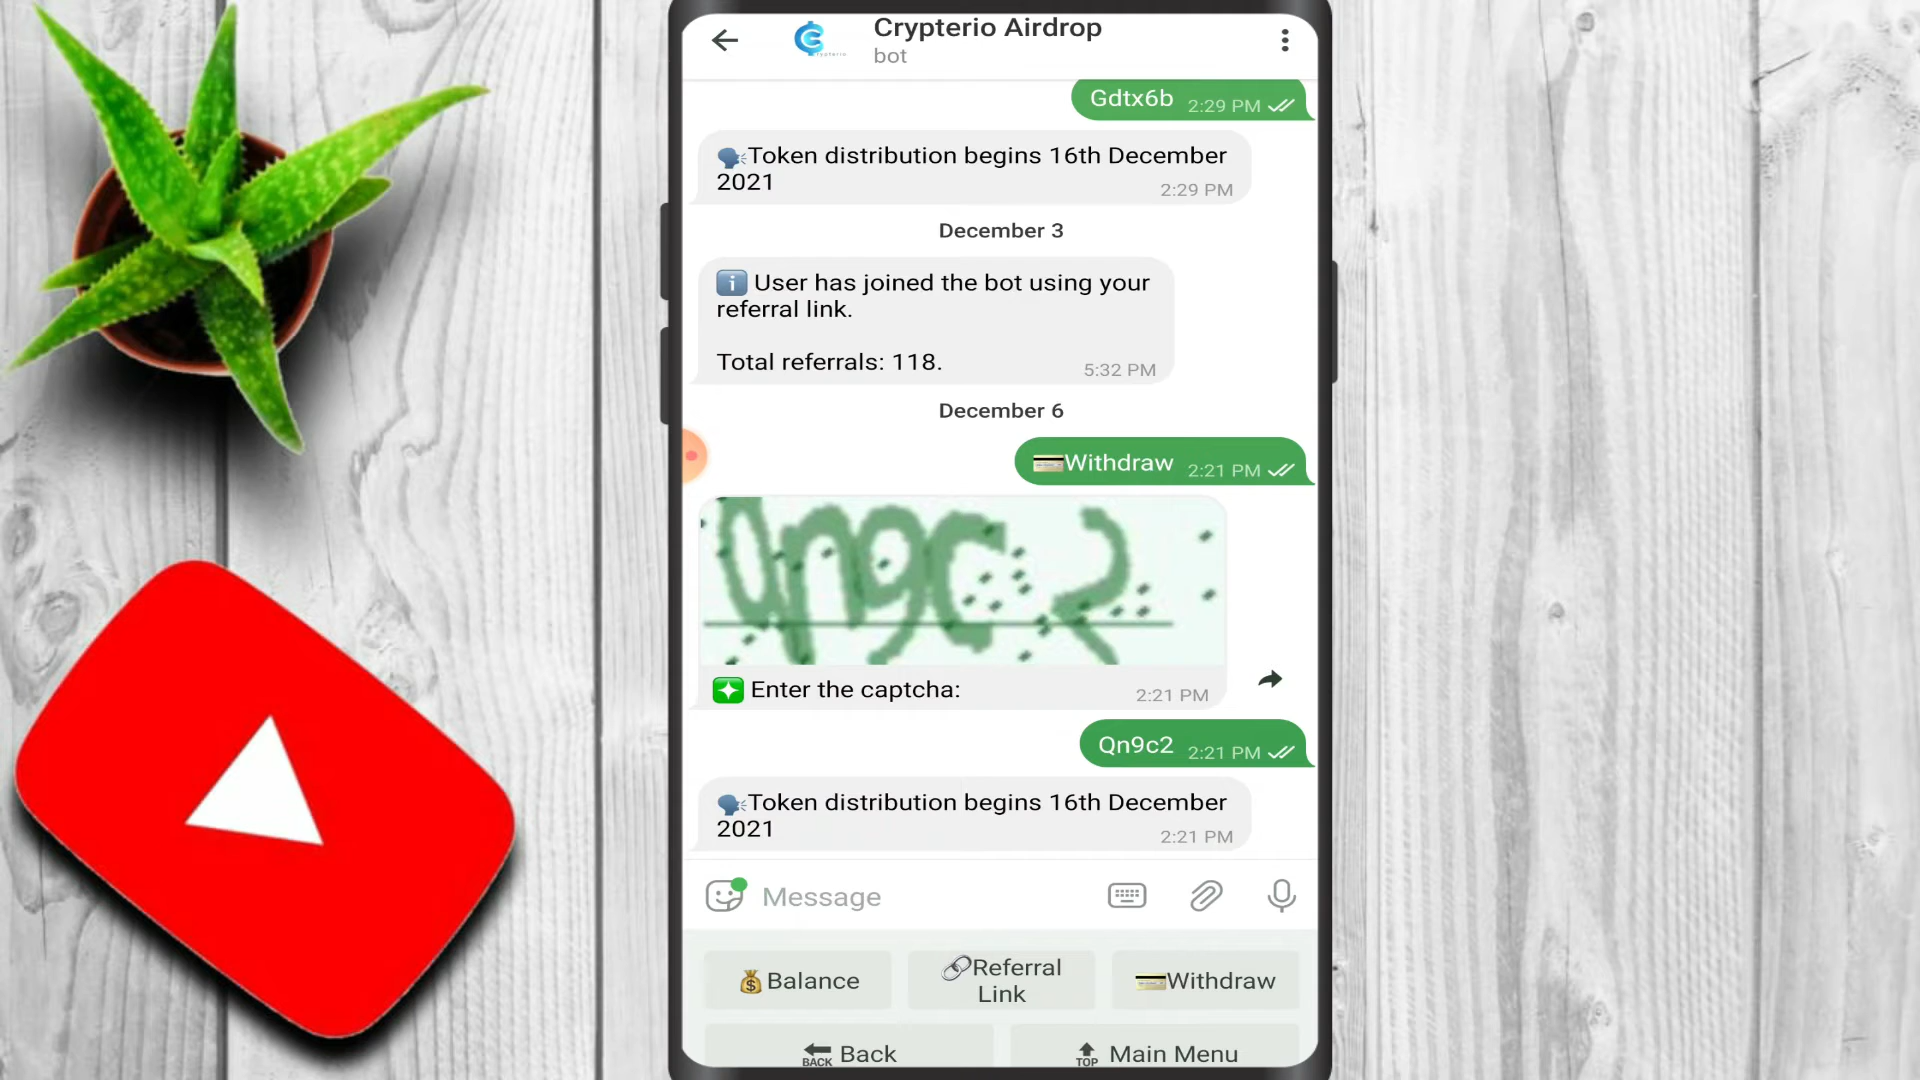 Crypterio Airdrop
bot
Gdtx6b 2:29 PM
Token distribution begins 16th December
2021 2:29 PM
December 3
User has joined the bot using your
referral link.
Total referrals: 118. 5:32 PM
December 6
Withdraw 2:21 PM
qn9c2
Enter the captcha: 2:21 PM
Qn9c2 2:21 PM
Token distribution begins 16th December
2021 2:21 PM
Message
Balance
Referral
Link
Withdraw
BACK Back
TOP Main Menu